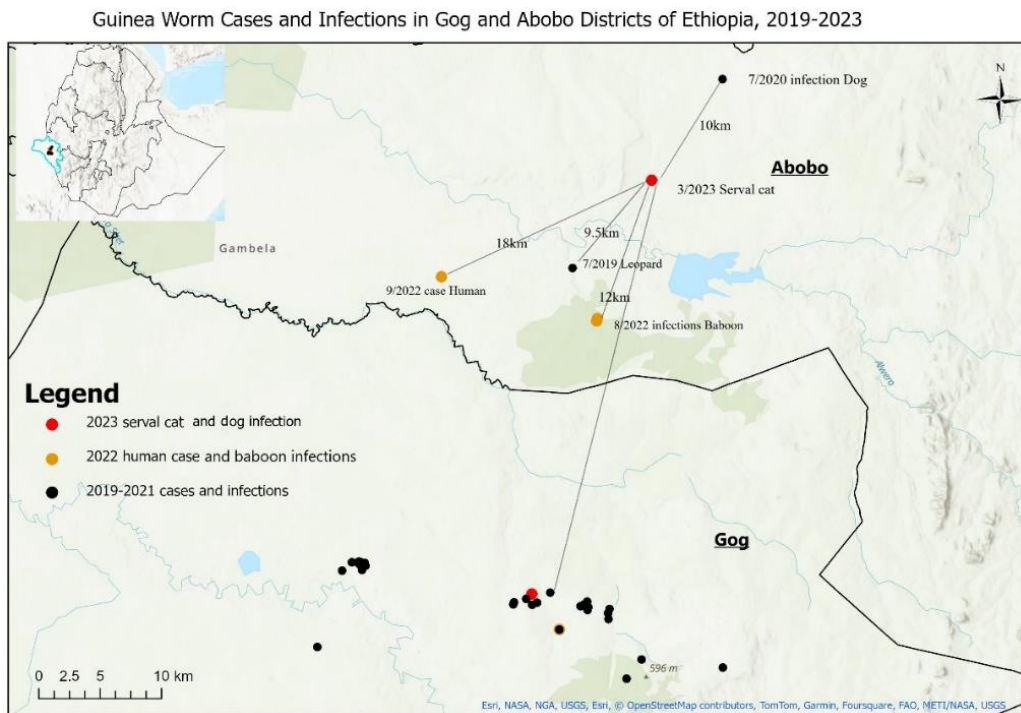 Guinea Worm Cases and Infections in Gog and Abobo Districts of Ethiopia, 2019-2023
N
7/2020 infection Dog
10km
Abobo
3/2023 Serval cat
Gambela
18km
9.5km
7/2019 Leopard
9/2022 case Human
12km
8/2022 infections Baboon
Alwero
Legend
2023 serval cat and dog infection
2022 human case and baboon infections
2019-2021 cases and infections
Gog
596 m
0 2.5 5 10 km
Esri, NASA, NGA, USGS, Esri, © OpenStreetMap contributors, TomTom, Garmin, Foursquare, FAO, METI/NASA, USGS